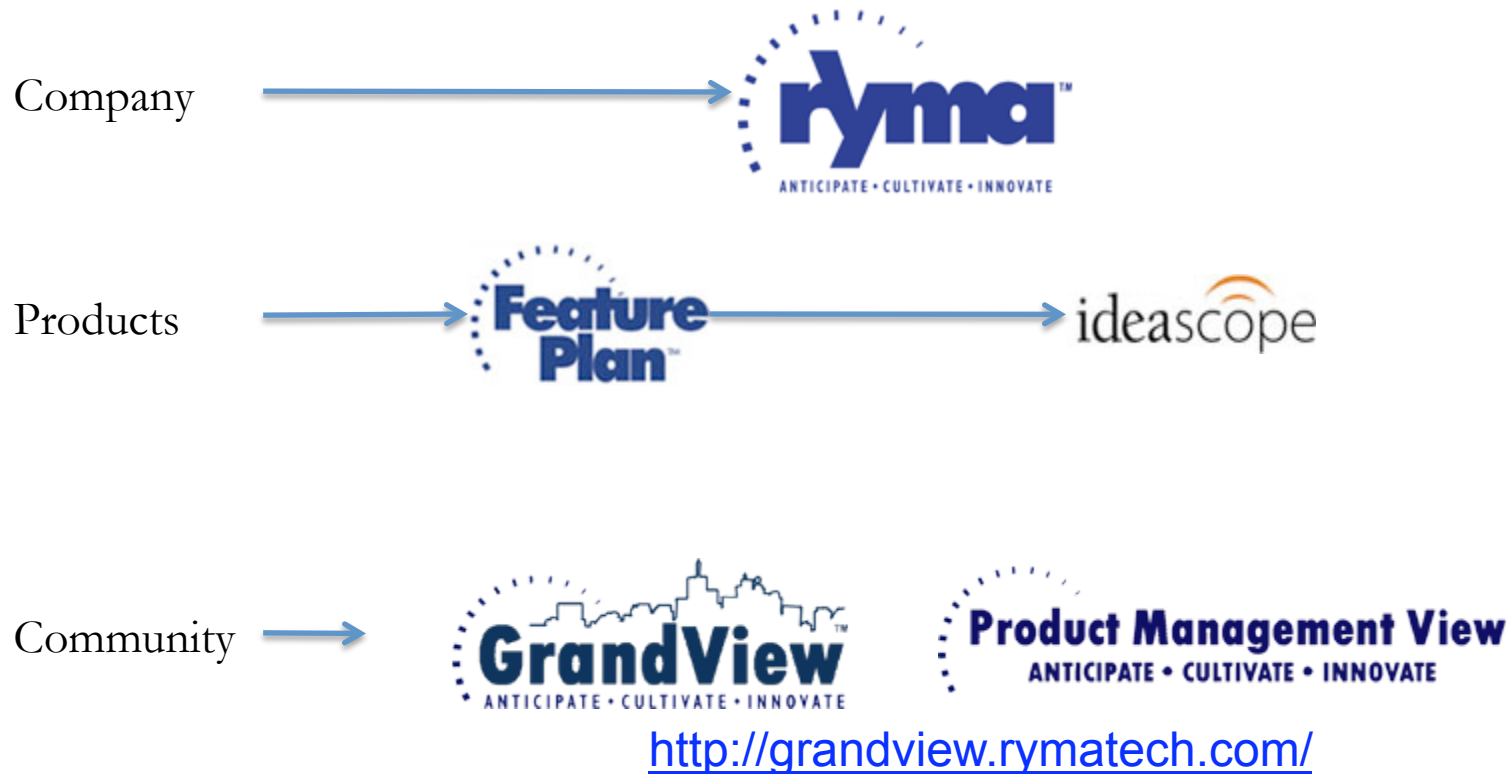 Company
ryma™
ANTICIPATE • CULTIVATE • INNOVATE
Products
Feature
Plan™
ideascope
Community
GrandView™
ANTICIPATE • CULTIVATE • INNOVATE
Product Management View
ANTICIPATE • CULTIVATE • INNOVATE
http://grandview.rymatech.com/